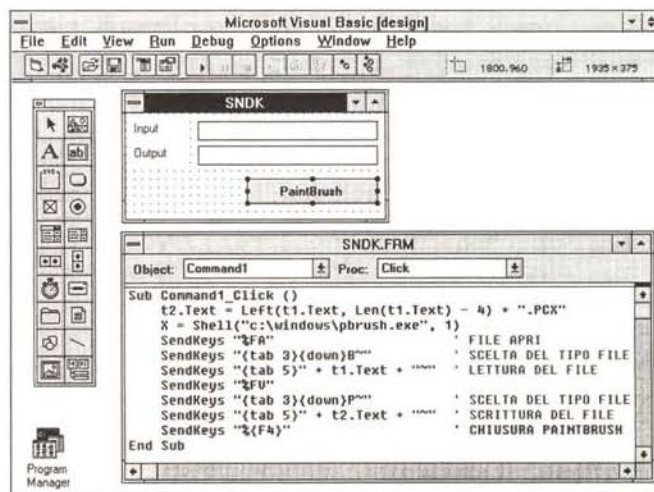 Microsoft Visual Basic [design]
File Edit View Run Debug Options Window Help
1800,960 1935×375
SNDK
Input
Output
PaintBrush
SNDK.FRM
Object: Command1 Proc: Click
Sub Command1_Click ()
t2.Text = Left(t1.Text, Len(t1.Text) - 4) + ".PCX"
X = Shell("c:\windows\pbrush.exe", 1)
SendKeys "%FA" ' FILE APRI
SendKeys "{tab 3}{down}B~" ' SCELTA DEL TIPO FILE
SendKeys "{tab 5}" + t1.Text + "~" ' LETTURA DEL FILE
SendKeys "%FU"
SendKeys "{tab 3}{down}P~" ' SCELTA DEL TIPO FILE
SendKeys "{tab 5}" + t2.Text + "~" ' SCRITTURA DEL FILE
SendKeys "%{F4}" ' CHIUSURA PAINTBRUSH
End Sub
Program
Manager